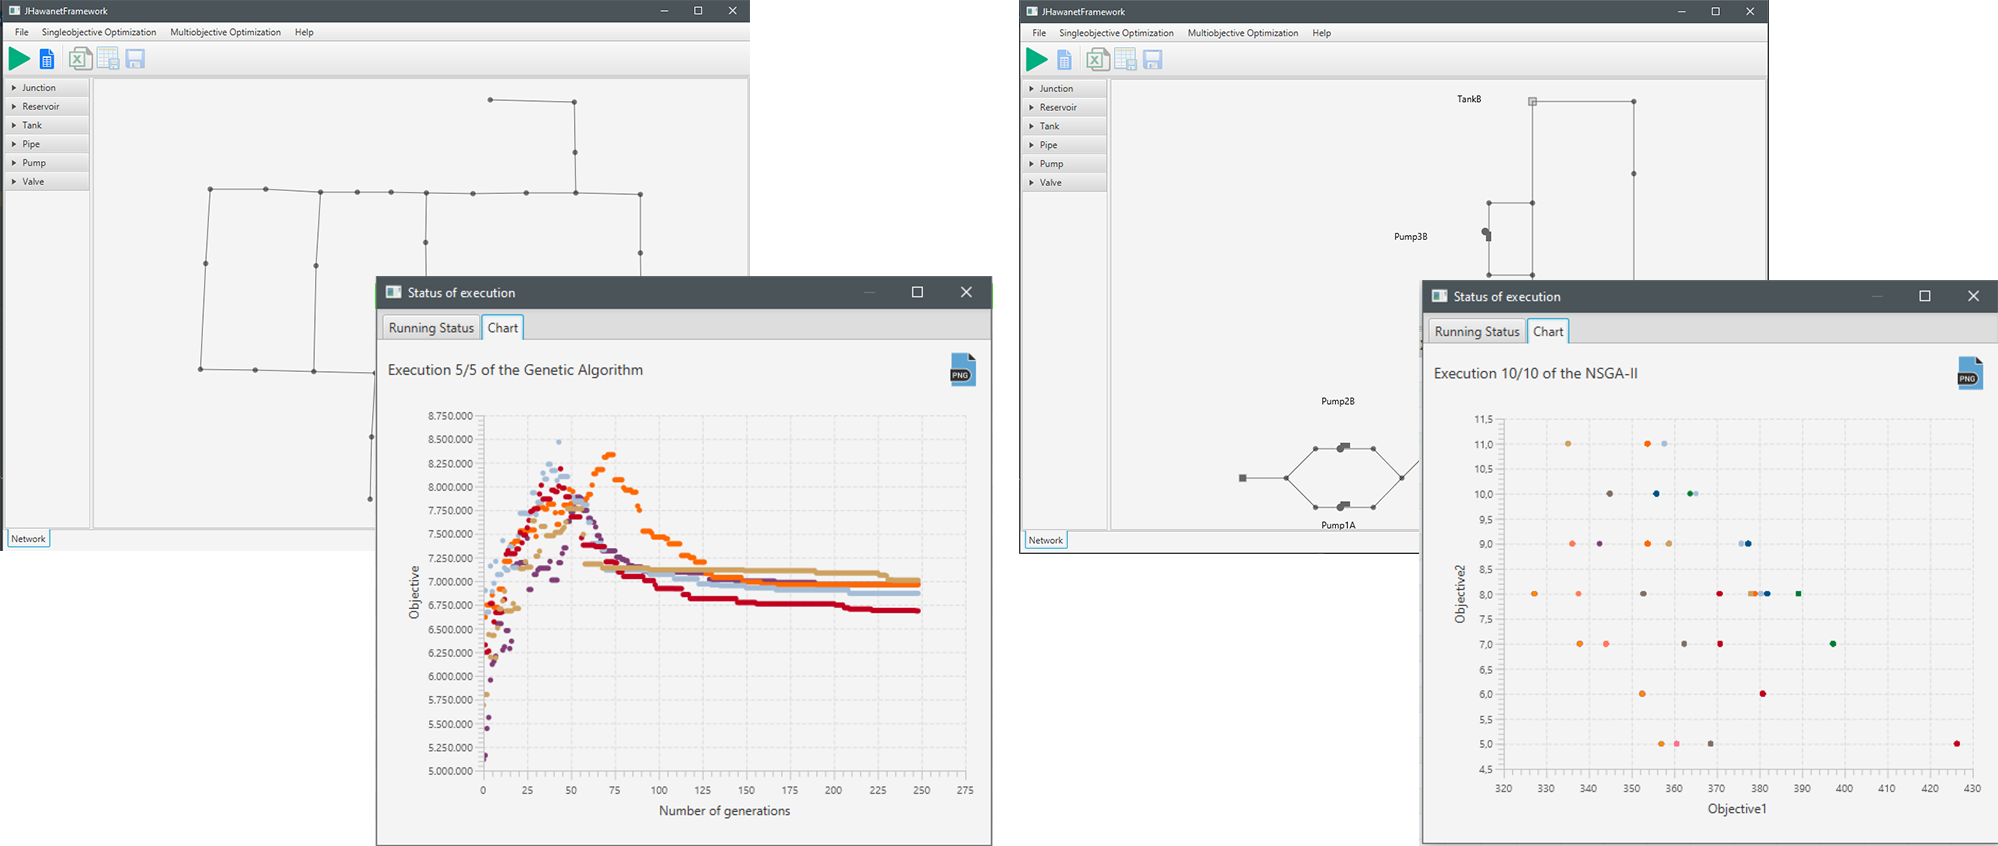 JHawanetFramework
File Singleobjective Optimization Multiobjective Optimization Help
Junction
Reservoir
Tank
Pipe
Pump
Valve
Network
Status of execution
Running Status Chart
Execution 5/5 of the Genetic Algorithm
PNG
8.750.000
8.500.000
8.250.000
8.000.000
7.750.000
7.500.000
7.250.000
7.000.000
6.750.000
6.500.000
6.250.000
6.000.000
5.750.000
5.500.000
5.250.000
5.000.000
Objective
0 25 50 75 100 125 150 175 200 225 250 275
Number of generations
JHawanetFramework
File Singleobjective Optimization Multiobjective Optimization Help
Junction
Reservoir
Tank
Pipe
Pump
Valve
TankB
Pump3B
Pump2B
Pump1A
Network
Status of execution
Running Status Chart
Execution 10/10 of the NSGA-II
PNG
11,5
11,0
10,5
10,0
9,5
9,0
8,5
8,0
7,5
7,0
6,5
6,0
5,5
5,0
4,5
Objective2
320 330 340 350 360 370 380 390 400 410 420 430
Objective1